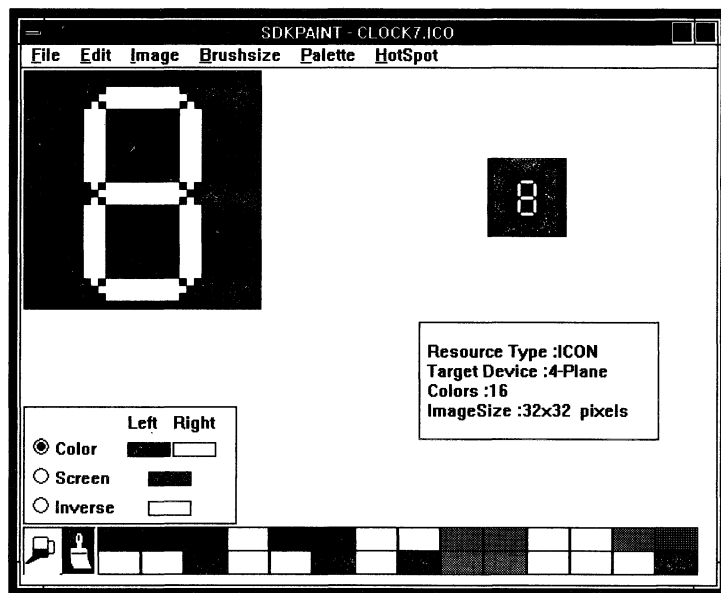 SDKPAINT - CLOCK7.ICO
File Edit Image Brushsize Palette HotSpot
8
Resource Type :ICON
Target Device :4-Plane
Colors :16
ImageSize :32x32 pixels
Left Right
Color
Screen
Inverse